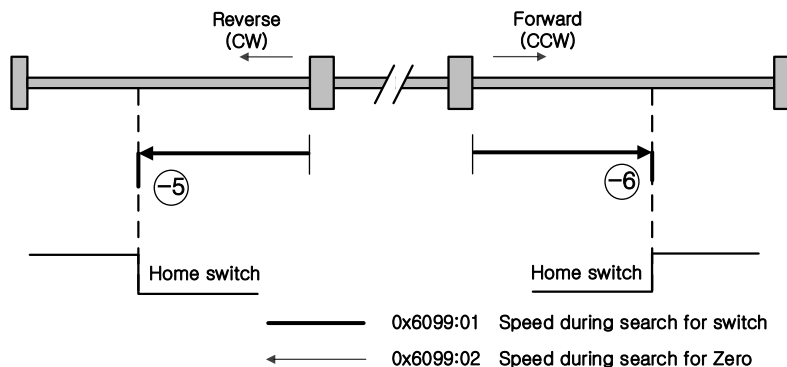 Reverse
(CW)
Forward
(CCW)
−5
−6
Home switch
Home switch
0x6099:01 Speed during search for switch
0x6099:02 Speed during search for Zero